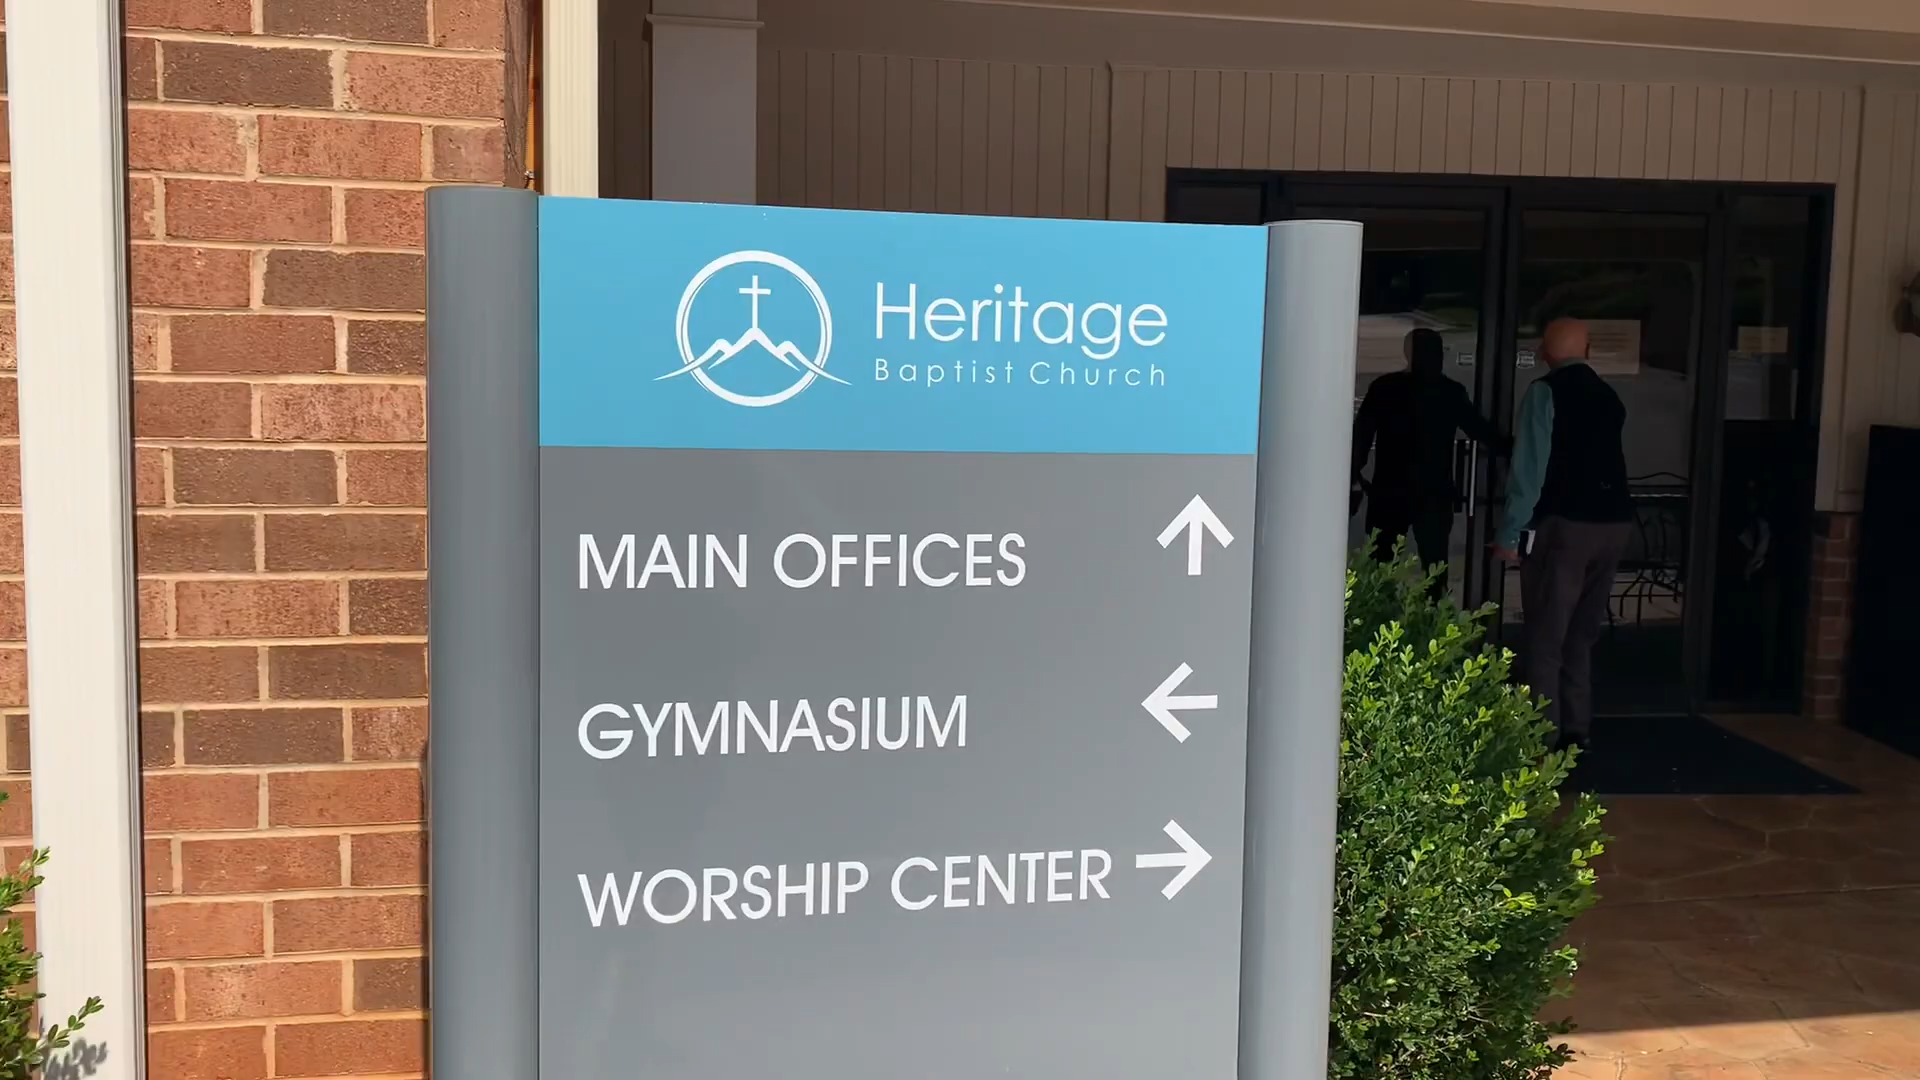 Heritage
Baptist Church
MAIN OFFICES
GYMNASIUM
WORSHIP CENTER